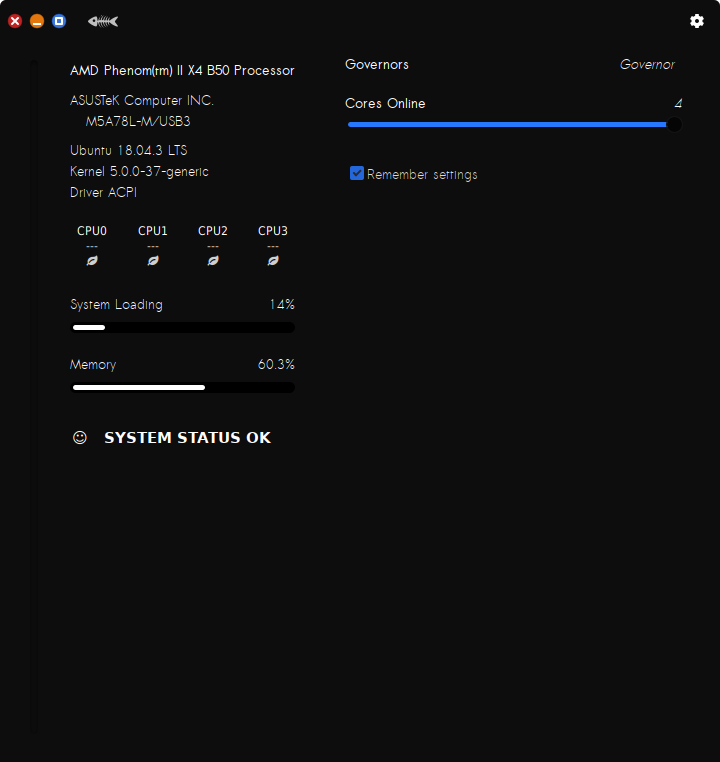 AMD Phenom(rm) II X4 B50 Processor
ASUSTeK Computer INC.
M5A78L-M/USB3
Ubuntu 18.04.3 LTS
Kernel 5.0.0-37-generic
Driver ACPI
CPU0 CPU1 CPU2 CPU3
--- --- --- ---
System Loading 14%
Memory 60.3%
SYSTEM STATUS OK
Governors Governor
Cores Online 4
Remember settings